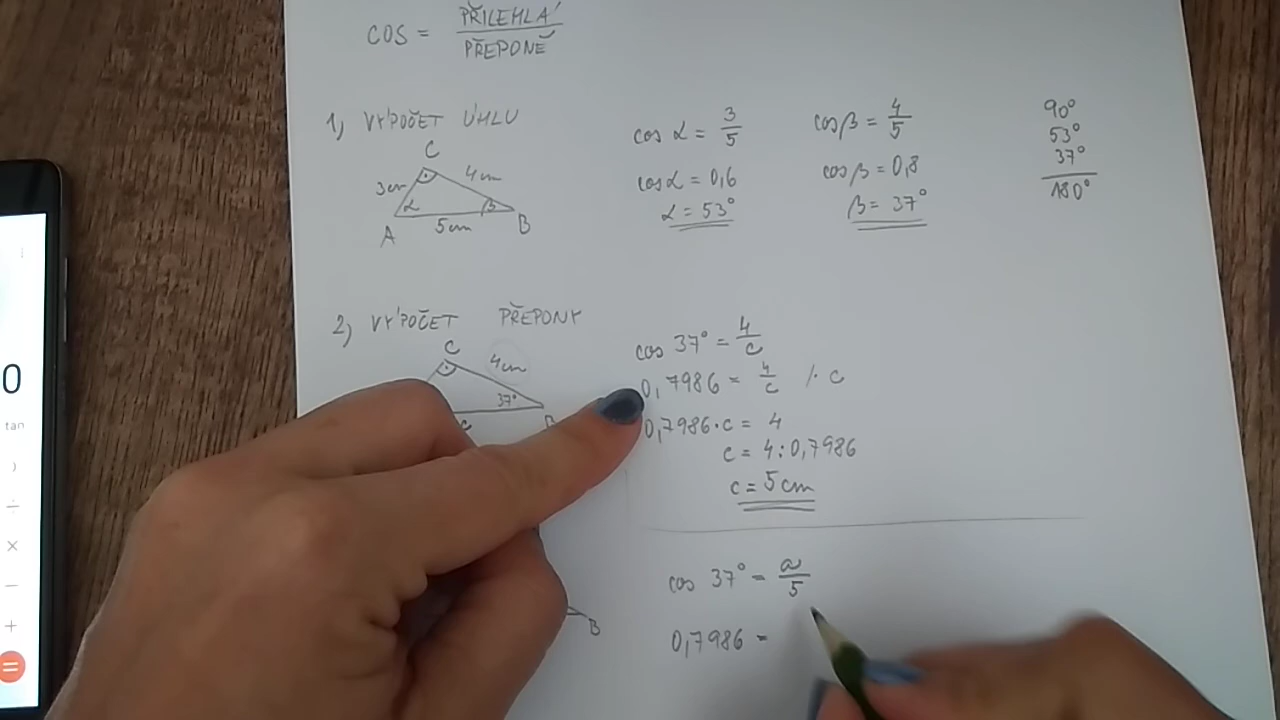 COS = PŘILEHLÁ / PŘEPONĚ
1) VÝPOČET ÚHLU
C
3cm 4cm
α β
A 5cm B
cos α = 3/5
cos α = 0,6
α = 53°
cos β = 4/5
cos β = 0,8
β = 37°
90°
53°
37°
180°
2) VÝPOČET PŘEPONY
C
4cm
37°
cos 37° = 4/c
0,7986 = 4/c /· c
0,7986·c = 4
c = 4:0,7986
c = 5cm
cos 37° = a/5
0,7986 =
B
0
tan
)
÷
×
−
+
=